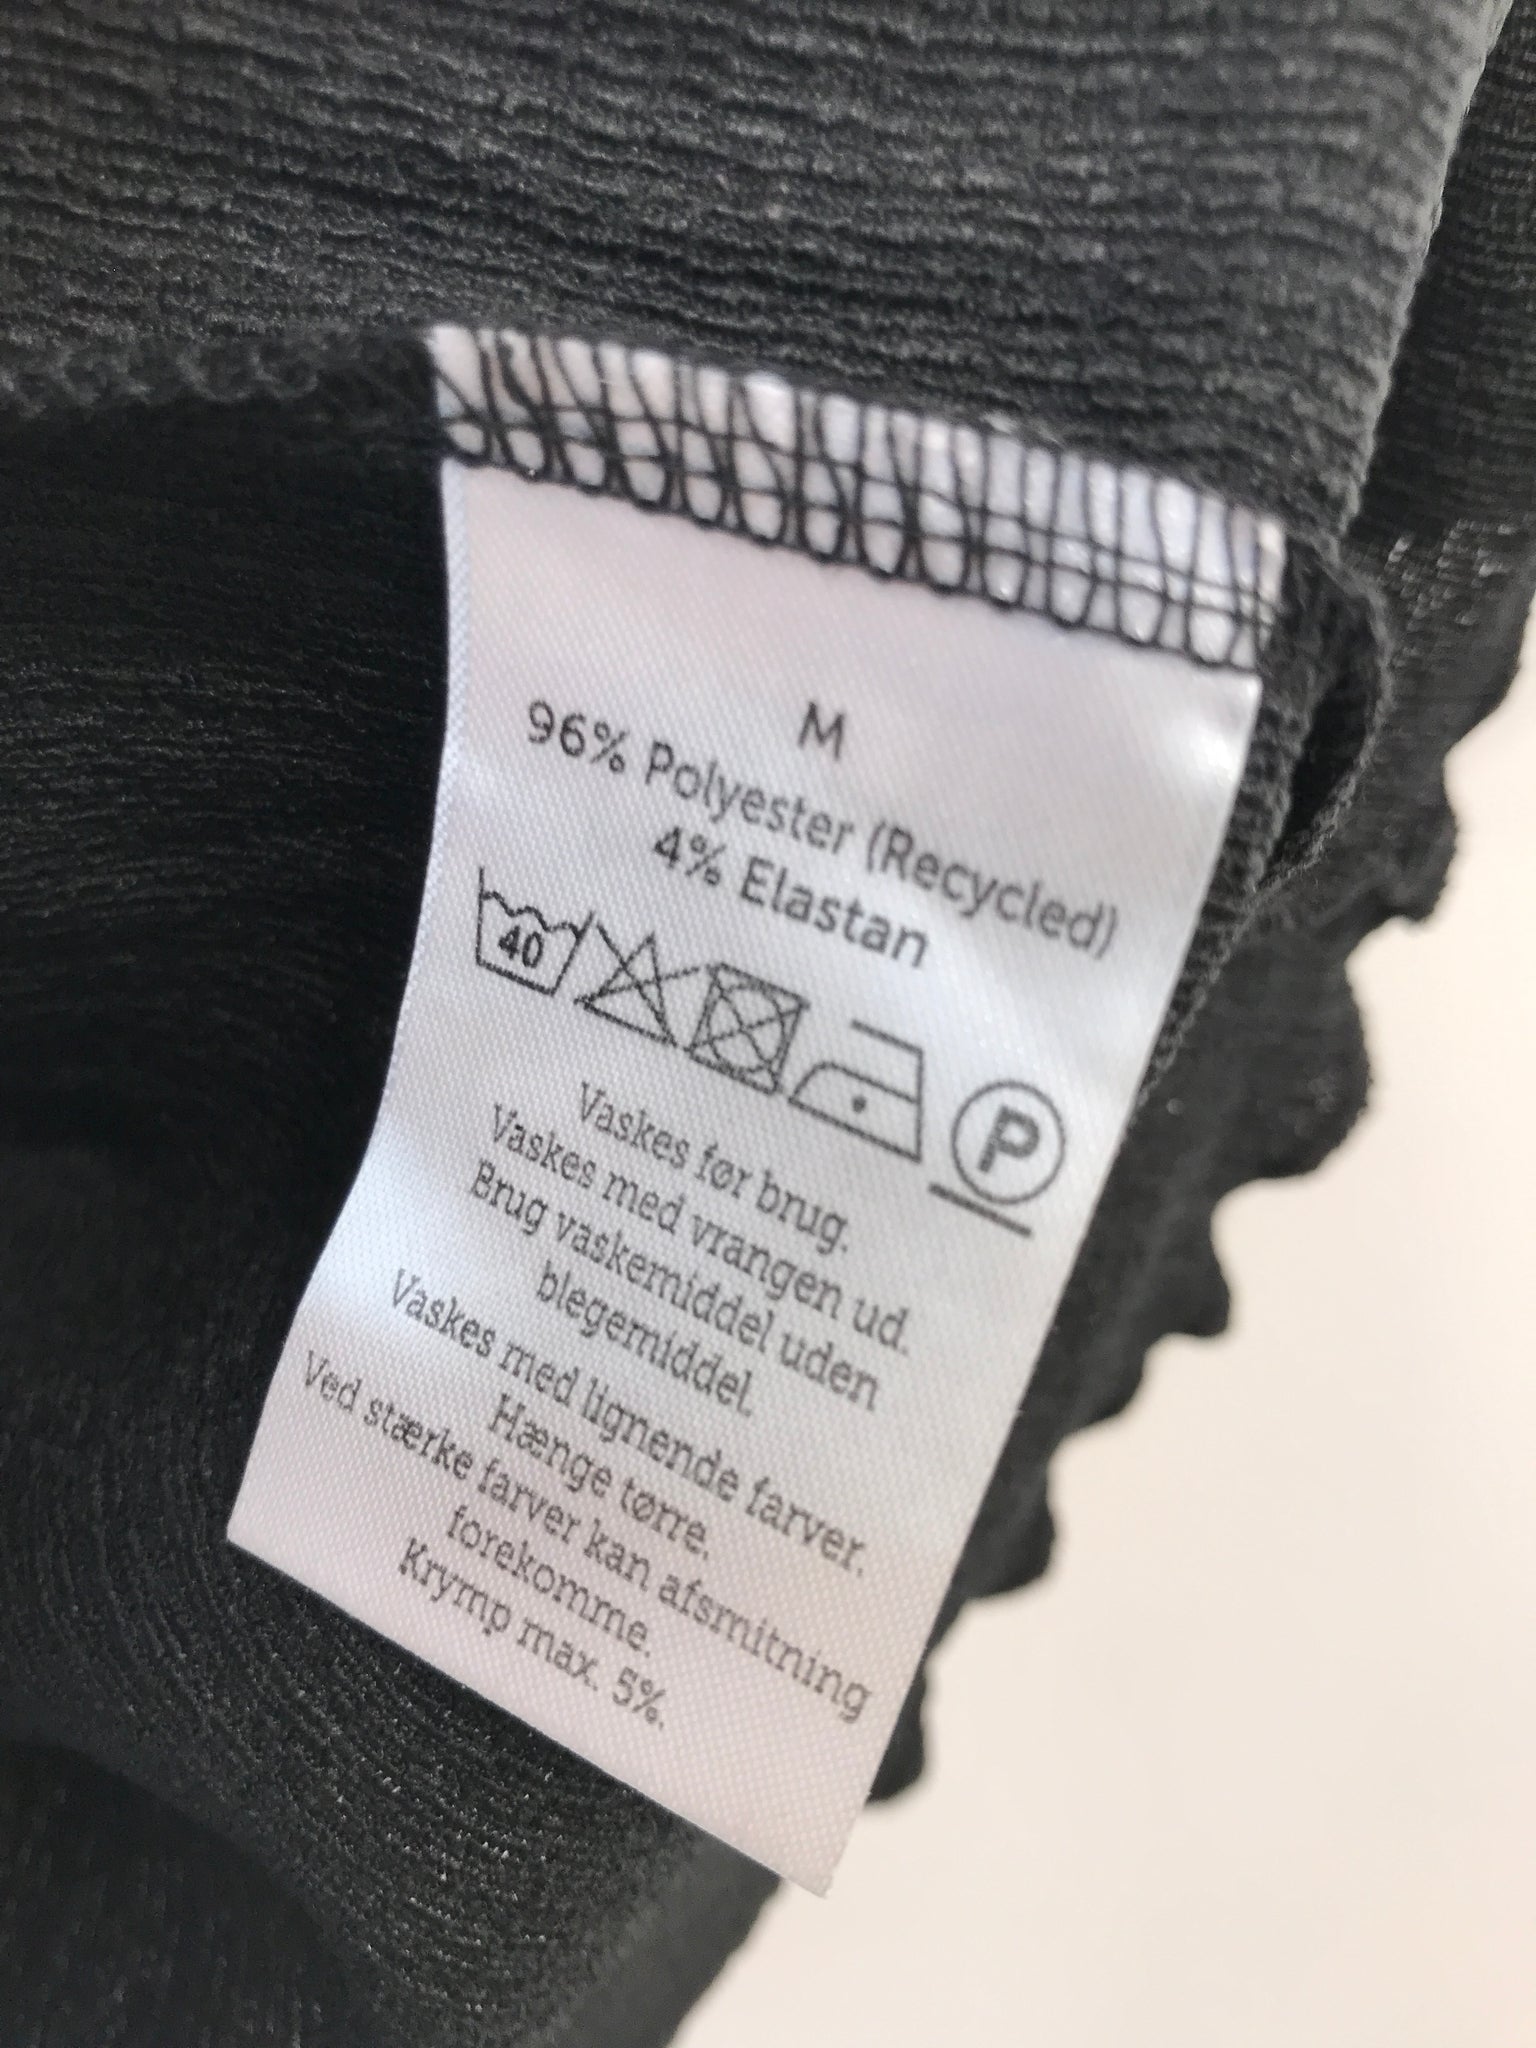 M
96% Polyester (Recycled)
4% Elastan
40
P
Vaskes før brug.
Vaskes med vrangen ud.
Brug vaskemiddel uden
blegemiddel.
Vaskes med lignende farver.
Hænge tørre.
Ved stærke farver kan afsmitning
forekomme.
Krymp max. 5%.